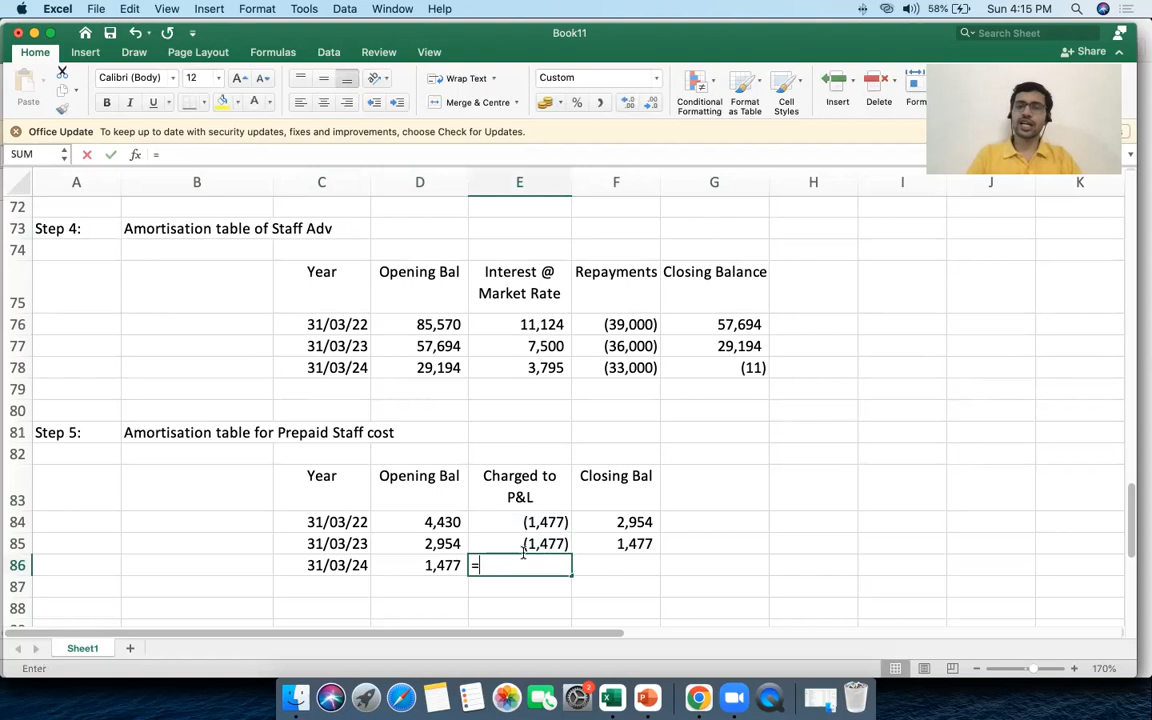 Excel File Edit View Insert Format Tools Data Window Help 58% Sun 4:15 PM
Book11 Search Sheet
Home Insert Draw Page Layout Formulas Data Review View Share
Paste Calibri (Body) 12 A A Wrap Text Custom Conditional Formatting Format as Table Cell Styles Insert Delete Form
B I U A Merge & Centre %
Office Update To keep up to date with security updates, fixes and improvements, choose Check for Updates.
SUM fx =
A B C D E F G H I J K
72
73 Step 4: Amortisation table of Staff Adv
74
75 Year Opening Bal Interest @ Market Rate Repayments Closing Balance
76 31/03/22 85,570 11,124 (39,000) 57,694
77 31/03/23 57,694 7,500 (36,000) 29,194
78 31/03/24 29,194 3,795 (33,000) (11)
79
80
81 Step 5: Amortisation table for Prepaid Staff cost
82
83 Year Opening Bal Charged to P&L Closing Bal
84 31/03/22 4,430 (1,477) 2,954
85 31/03/23 2,954 (1,477) 1,477
86 31/03/24 1,477 =
87
88
Sheet1 +
Enter 170%